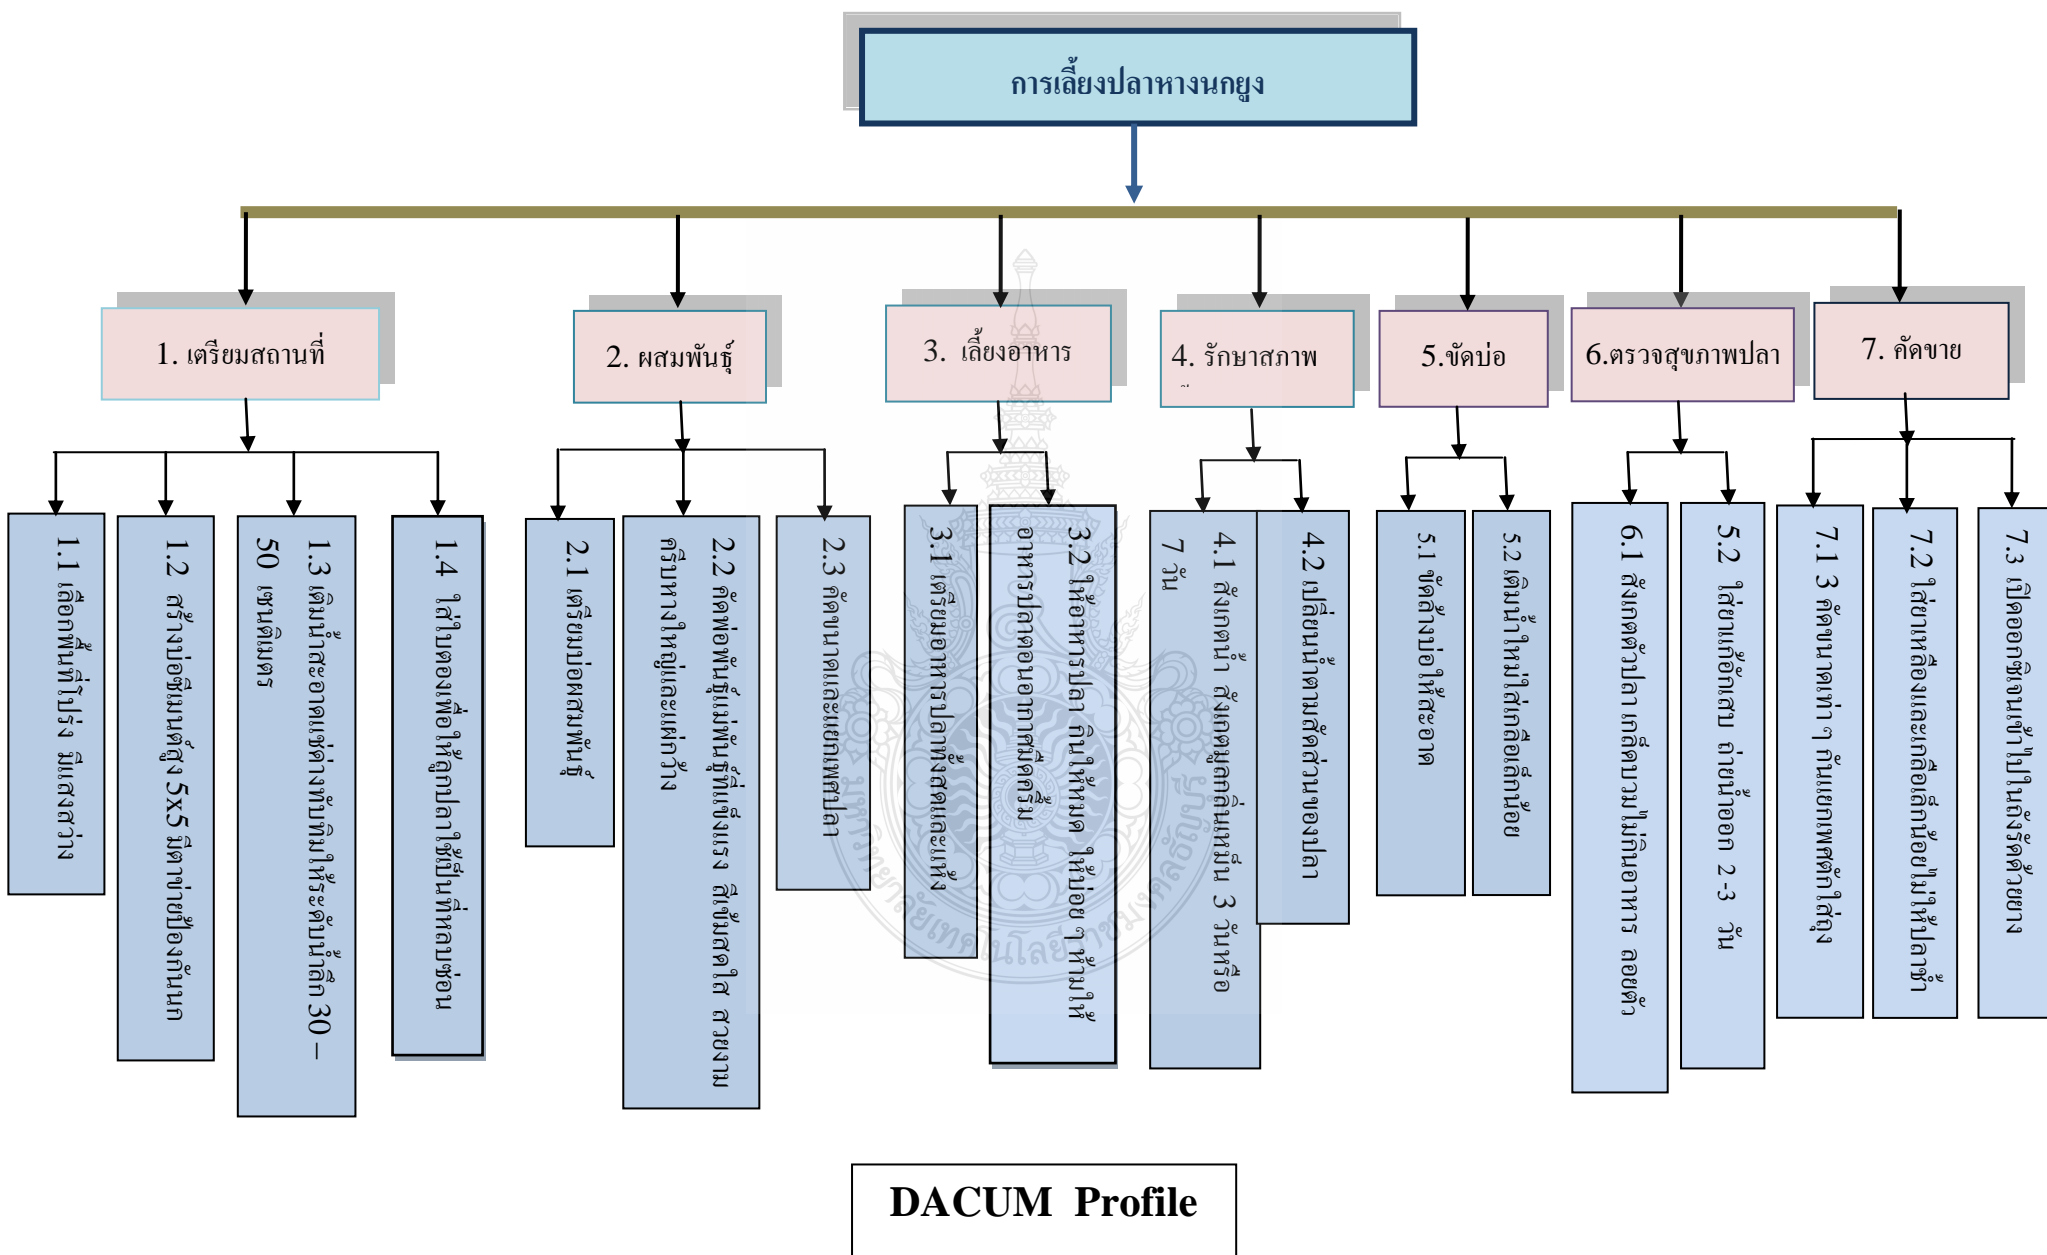 การเลี้ยงปลาหางนกยูง
1. เตรียมสถานที่
2. ผสมพันธุ์
3. เลี้ยงอาหาร
4. รักษาสภาพ
5.ขัดบ่อ
6.ตรวจสุขภาพปลา
7. คัดขาย
1.1 เลือกพื้นที่โปร่ง มีแสงสว่าง
1.2 สร้างบ่อซีเมนต์สูง 5x5 มีตาข่ายป้องกันนก
1.3 เติมน้ำสะอาดแช่ด่างทับทิมให้ระดับน้ำลึก 30 –
50 เซนติเมตร
1.4 ใส่ใบตองเพื่อให้ลูกปลาใช้เป็นที่หลบซ่อน
2.1 เตรียมบ่อผสมพันธุ์
2.2 คัดพ่อพันธุ์แม่พันธุ์ที่แข็งแรง สีเข้มสดใส สวยงาม
ครีบหางใหญ่และแผ่กว้าง
2.3 คัดขนาดและแยกเพศปลา
3.1 เตรียมอาหารปลาทั้งสดและแห้ง
3.2 ให้อาหารปลา กินให้หมด ให้บ่อย ๆ ห้ามให้
อาหารปลาตอนอากาศมืดครึ้ม
4.1 สังเกตน้ำ สังเกตมูลกลิ่นเหม็น 3 วันหรือ
7 วัน
4.2 เปลี่ยนน้ำตามสัดส่วนของปลา
5.1 ขัดล้างบ่อให้สะอาด
5.2 เติมน้ำใหม่ใส่เกลือเล็กน้อย
6.1 สังเกตตัวปลา เกล็ดบวมไม่กินอาหาร ลอยตัว
5.2 ใส่ยาแก้อักเสบ ถ่ายน้ำออก 2 -3 วัน
7.1 3 คัดขนาดเท่า ๆ กันแยกเพศตักใส่ถุง
7.2 ใส่ยาเหลืองและเกลือเล็กน้อยไม่ให้ปลาช้ำ
7.3 เปิดออกซิเจนเข้าไปในถังรัดด้วยยาง
มหาวิทยาลัยเทคโนโลยีราชมงคลธัญบุรี
DACUM Profile